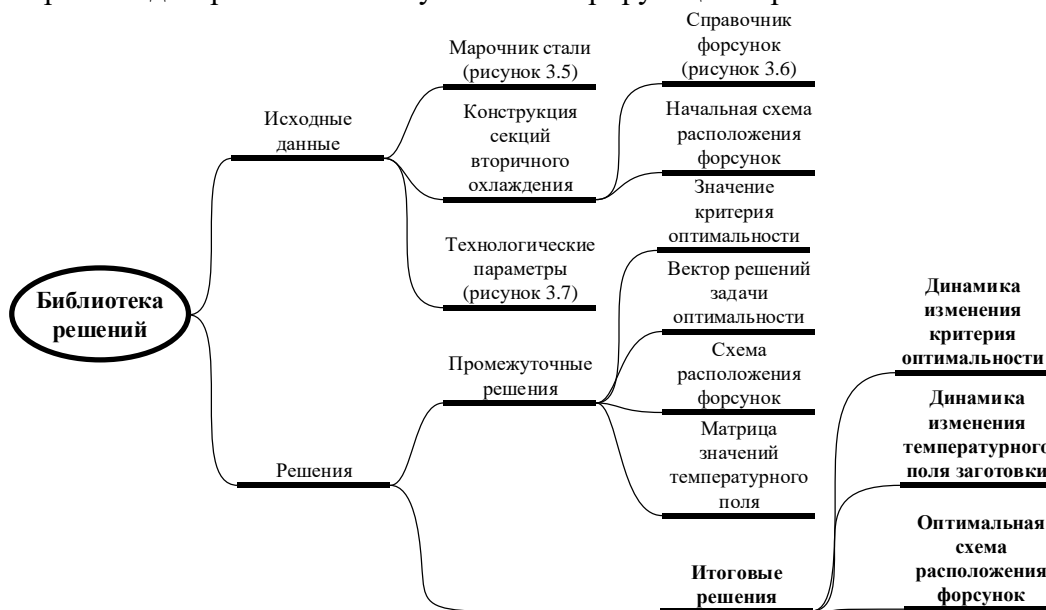 Справочник
форсунок
(рисунок 3.6)
Марочник стали
(рисунок 3.5)
Исходные
данные
Конструкция
секций
вторичного
охлаждения
Начальная схема
расположения
форсунок
Значение
критерия
оптимальности
Технологические
параметры
(рисунок 3.7)
Вектор решений
задачи
оптимальности
Библиотека
решений
Динамика
изменения
критерия
оптимальности
Промежуточные
решения
Схема
расположения
форсунок
Динамика
изменения
температурного
поля заготовки
Матрица
значений
температурного
поля
Решения
Итоговые
решения
Оптимальная
схема
расположения
форсунок